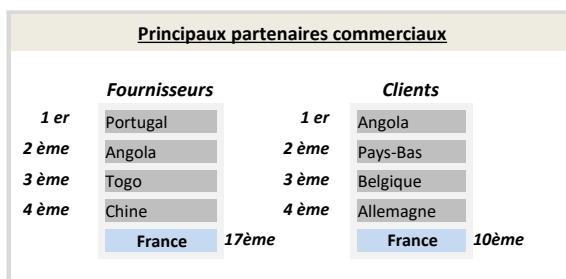 Principaux partenaires commerciaux
Fournisseurs Clients
1 er Portugal 1 er Angola
2 ème Angola 2 ème Pays-Bas
3 ème Togo 3 ème Belgique
4 ème Chine 4 ème Allemagne
France 17ème France 10ème